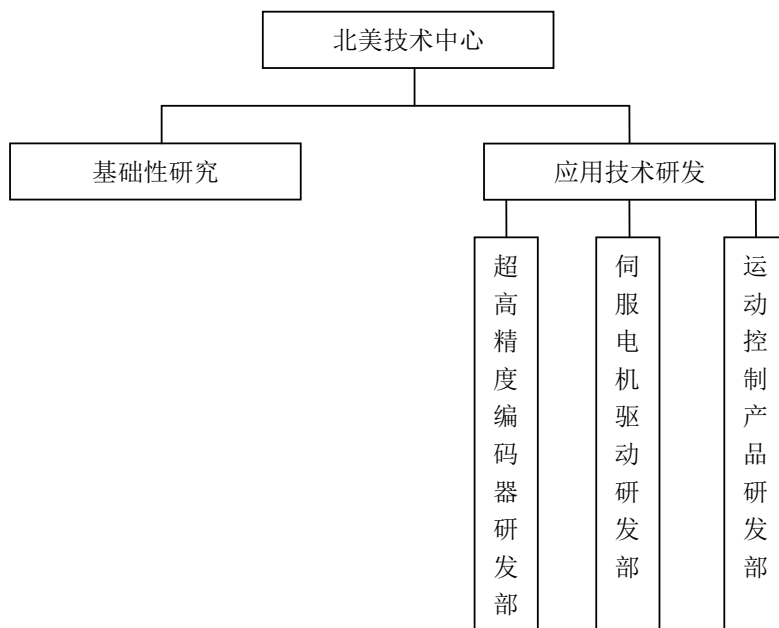 北美技术中心
基础性研究
应用技术研发
超高精度编码器研发部
伺服电机驱动研发部
运动控制产品研发部